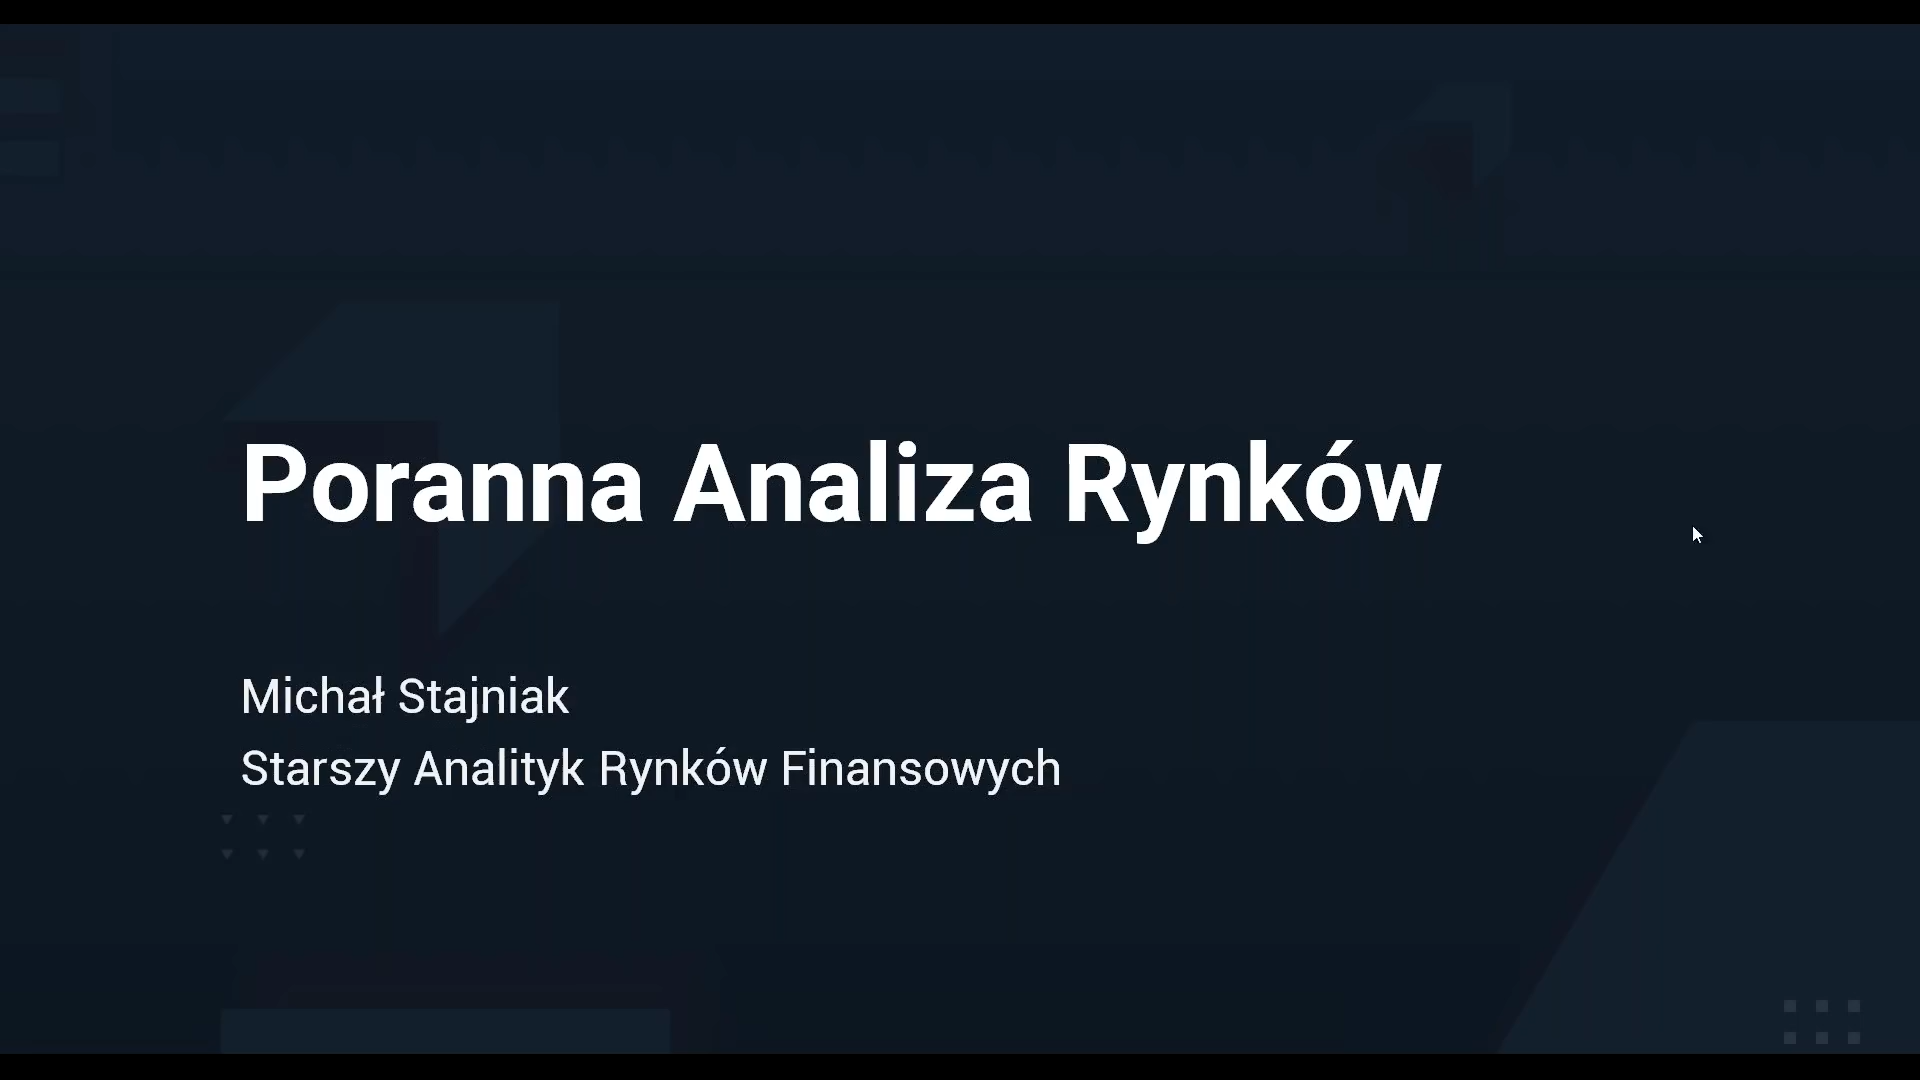 Poranna Analiza Rynków
Michał Stajniak
Starszy Analityk Rynków Finansowych